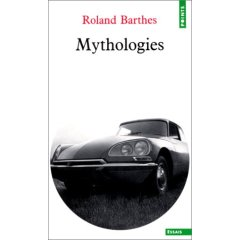 Roland Barthes
POINTS
Mythologies
ESSAIS